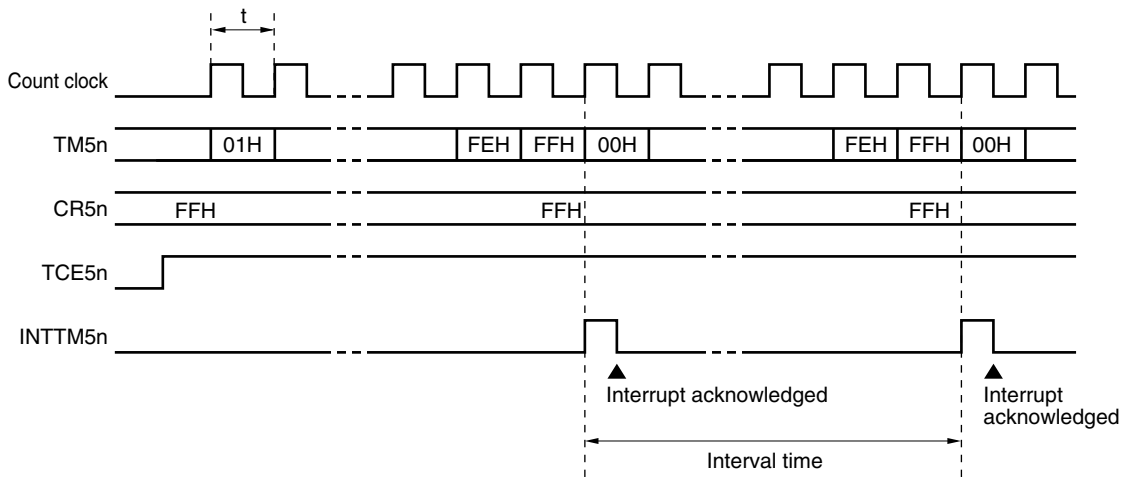 t
Count clock
TM5n 01H FEH FFH 00H FEH FFH 00H
CR5n FFH FFH FFH
TCE5n
INTTM5n
Interrupt acknowledged
Interrupt
acknowledged
Interval time